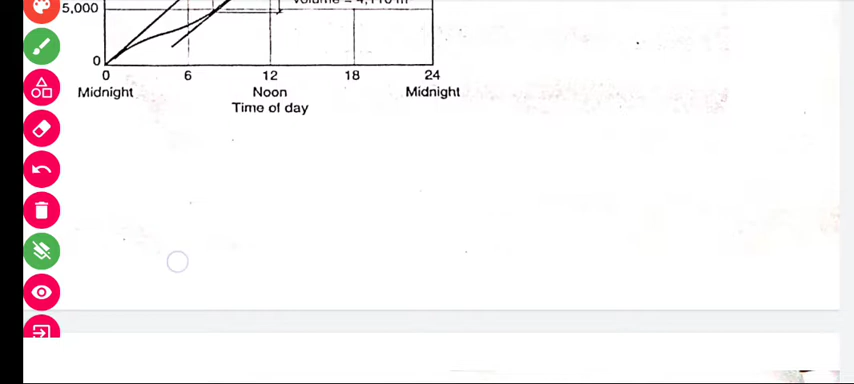 5,000
0
0 6 12 18 24
Midnight Noon Midnight
Time of day